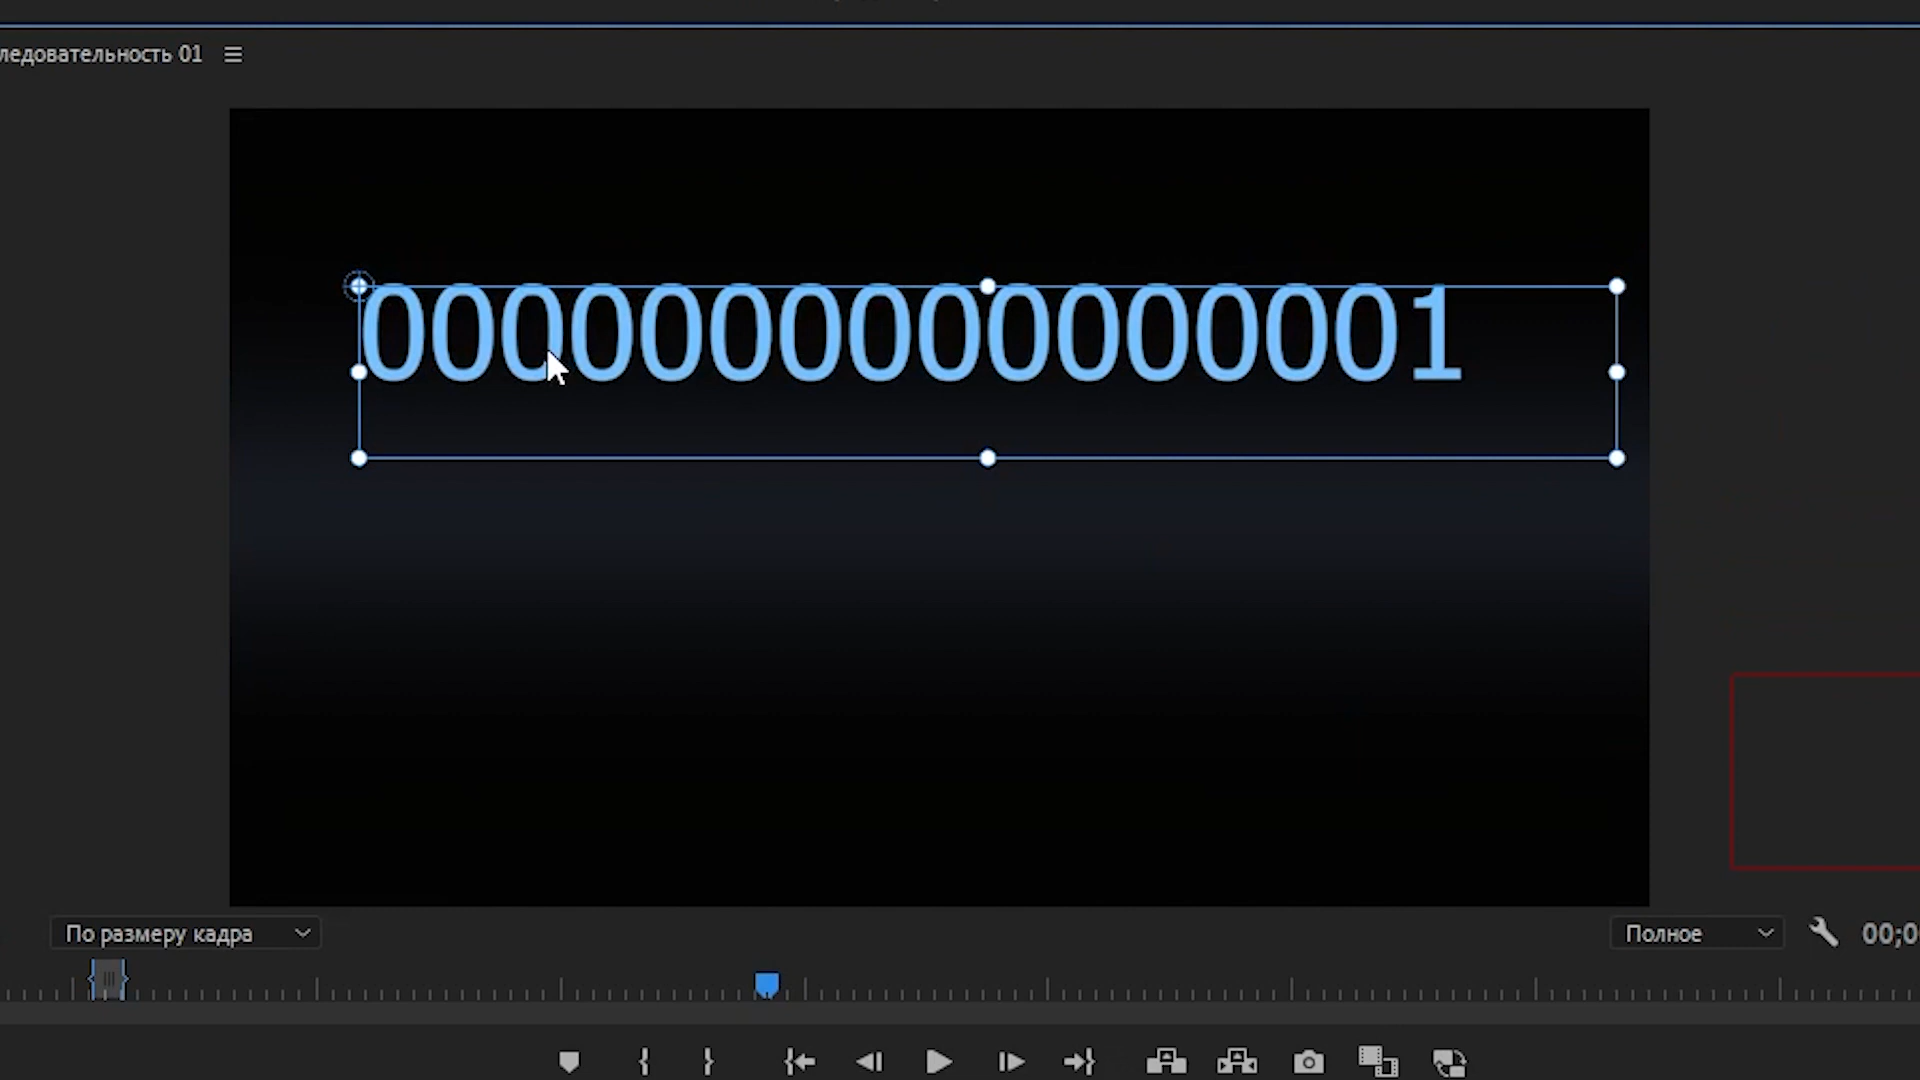 ледовательность 01
0000000000000001
По размеру кадра
Полное
00;0